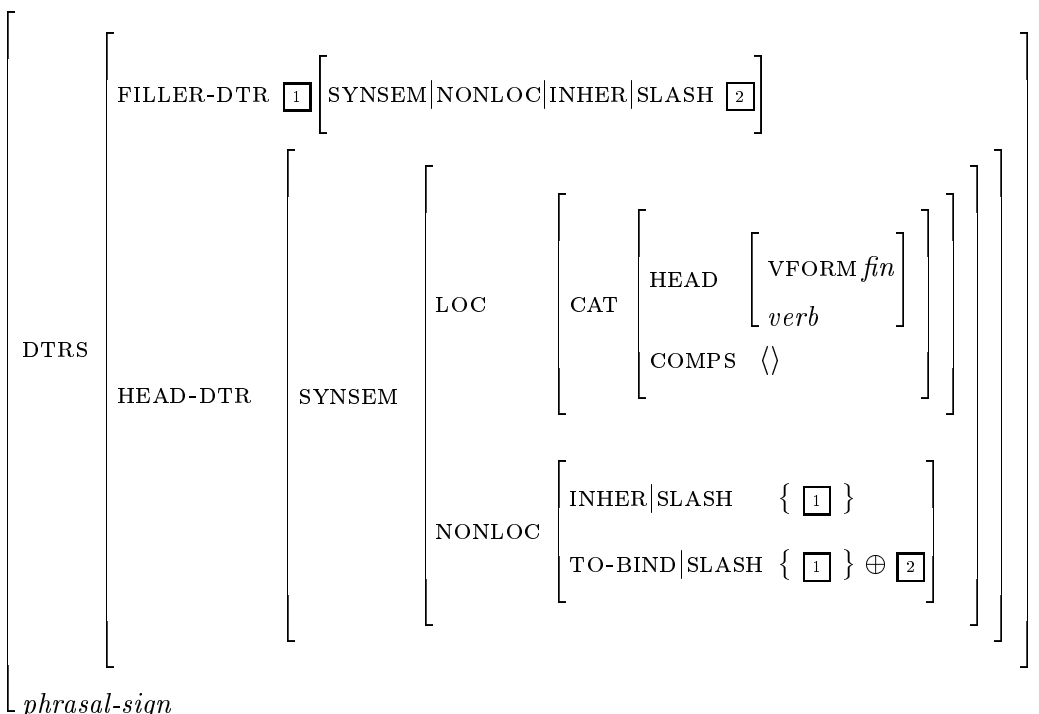 FILLER-DTR 1 [SYNSEM|NONLOC|INHER|SLASH 2]
VFORM fin
HEAD
verb
LOC CAT
DTRS
COMPS ⟨⟩
HEAD-DTR SYNSEM
INHER|SLASH { 1 }
NONLOC
TO-BIND|SLASH { 1 } ⊕ 2
phrasal-sign